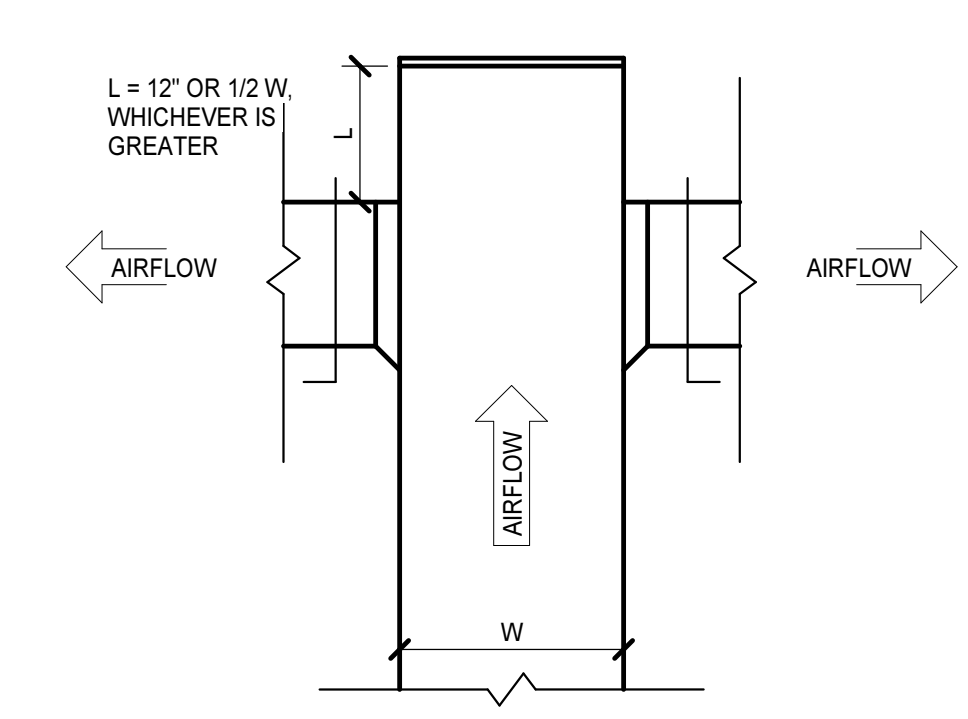 L = 12" OR 1/2 W,
WHICHEVER IS
GREATER
L
AIRFLOW
AIRFLOW
AIRFLOW
W